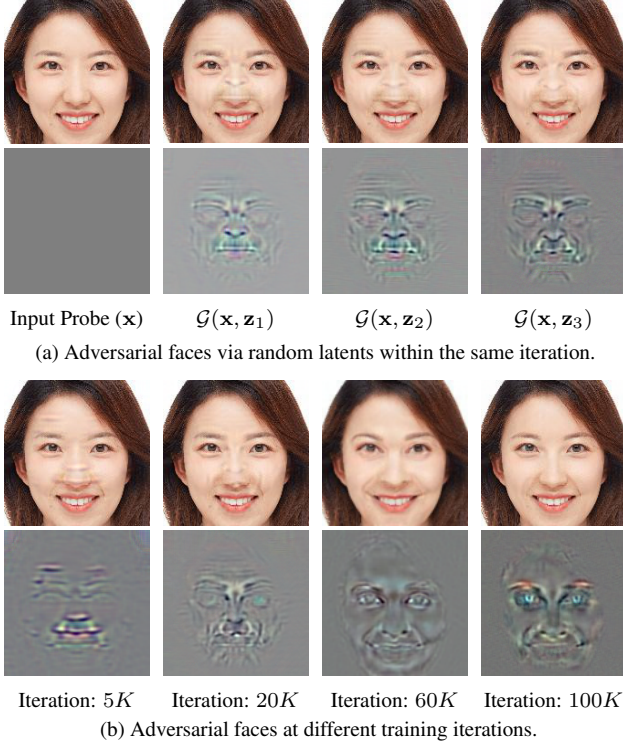 Input Probe (x) G(x, z₁) G(x, z₂) G(x, z₃)
(a) Adversarial faces via random latents within the same iteration.
Iteration: 5K Iteration: 20K Iteration: 60K Iteration: 100K
(b) Adversarial faces at different training iterations.